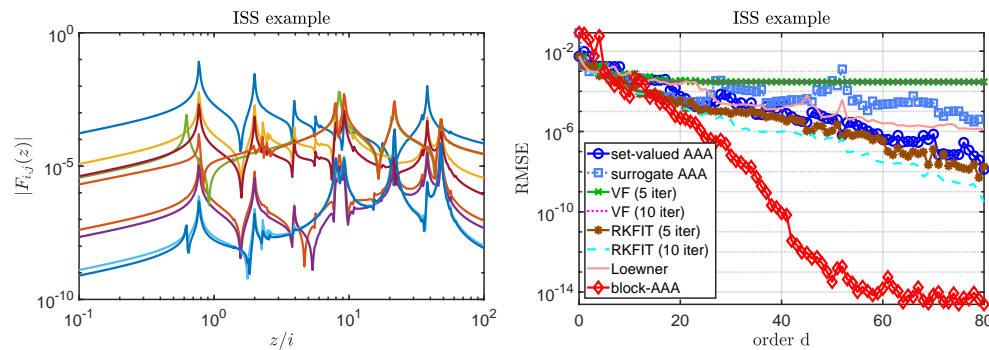 ISS example
10^0
10^-5
10^-10
|F_{i,j}(z)|
10^-1
10^0
10^1
10^2
z/i
ISS example
10^-2
10^-6
10^-10
10^-14
RMSE
set-valued AAA
surrogate AAA
VF (5 iter)
VF (10 iter)
RKFIT (5 iter)
RKFIT (10 iter)
Loewner
block-AAA
0
20
40
60
80
order d